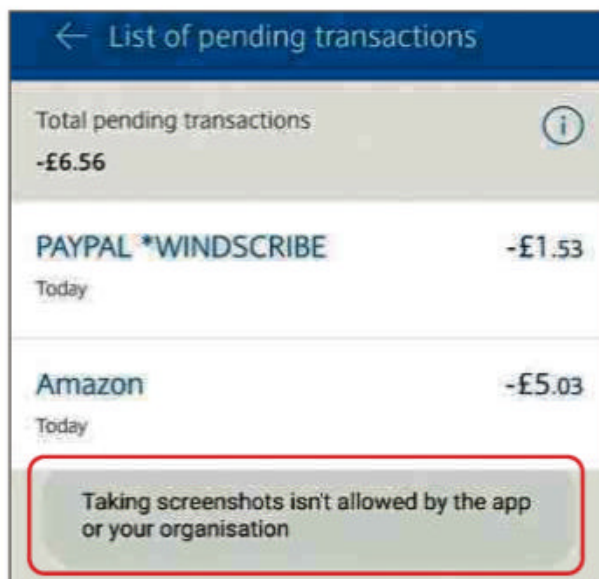 ← List of pending transactions
Total pending transactions
-£6.56
PAYPAL *WINDSCRIBE -£1.53
Today
Amazon -£5.03
Today
Taking screenshots isn't allowed by the app
or your organisation